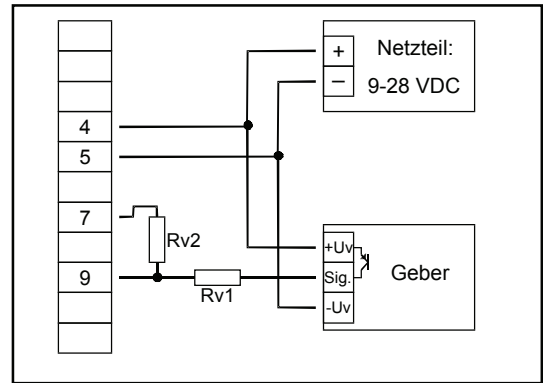 + Netzteil:
– 9-28 VDC
4
5
7
Rv2
+Uv
9
Rv1
Sig. Geber
-Uv